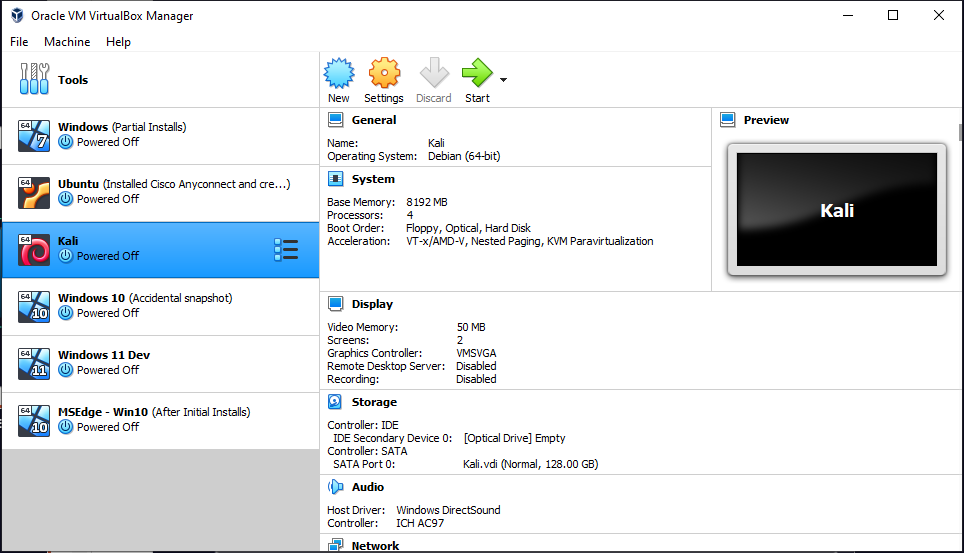 Oracle VM VirtualBox Manager
File Machine Help
Tools
64 7 Windows (Partial Installs)
Powered Off
64 Ubuntu (Installed Cisco Anyconnect and cre...)
Powered Off
64 Kali
Powered Off
64 10 Windows 10 (Accidental snapshot)
Powered Off
64 11 Windows 11 Dev
Powered Off
64 10 MSEdge - Win10 (After Initial Installs)
Powered Off
New Settings Discard Start
General
Name: Kali
Operating System: Debian (64-bit)
System
Base Memory: 8192 MB
Processors: 4
Boot Order: Floppy, Optical, Hard Disk
Acceleration: VT-x/AMD-V, Nested Paging, KVM Paravirtualization
Preview
Kali
Display
Video Memory: 50 MB
Screens: 2
Graphics Controller: VMSVGA
Remote Desktop Server: Disabled
Recording: Disabled
Storage
Controller: IDE
IDE Secondary Device 0: [Optical Drive] Empty
Controller: SATA
SATA Port 0: Kali.vdi (Normal, 128.00 GB)
Audio
Host Driver: Windows DirectSound
Controller: ICH AC97
Network